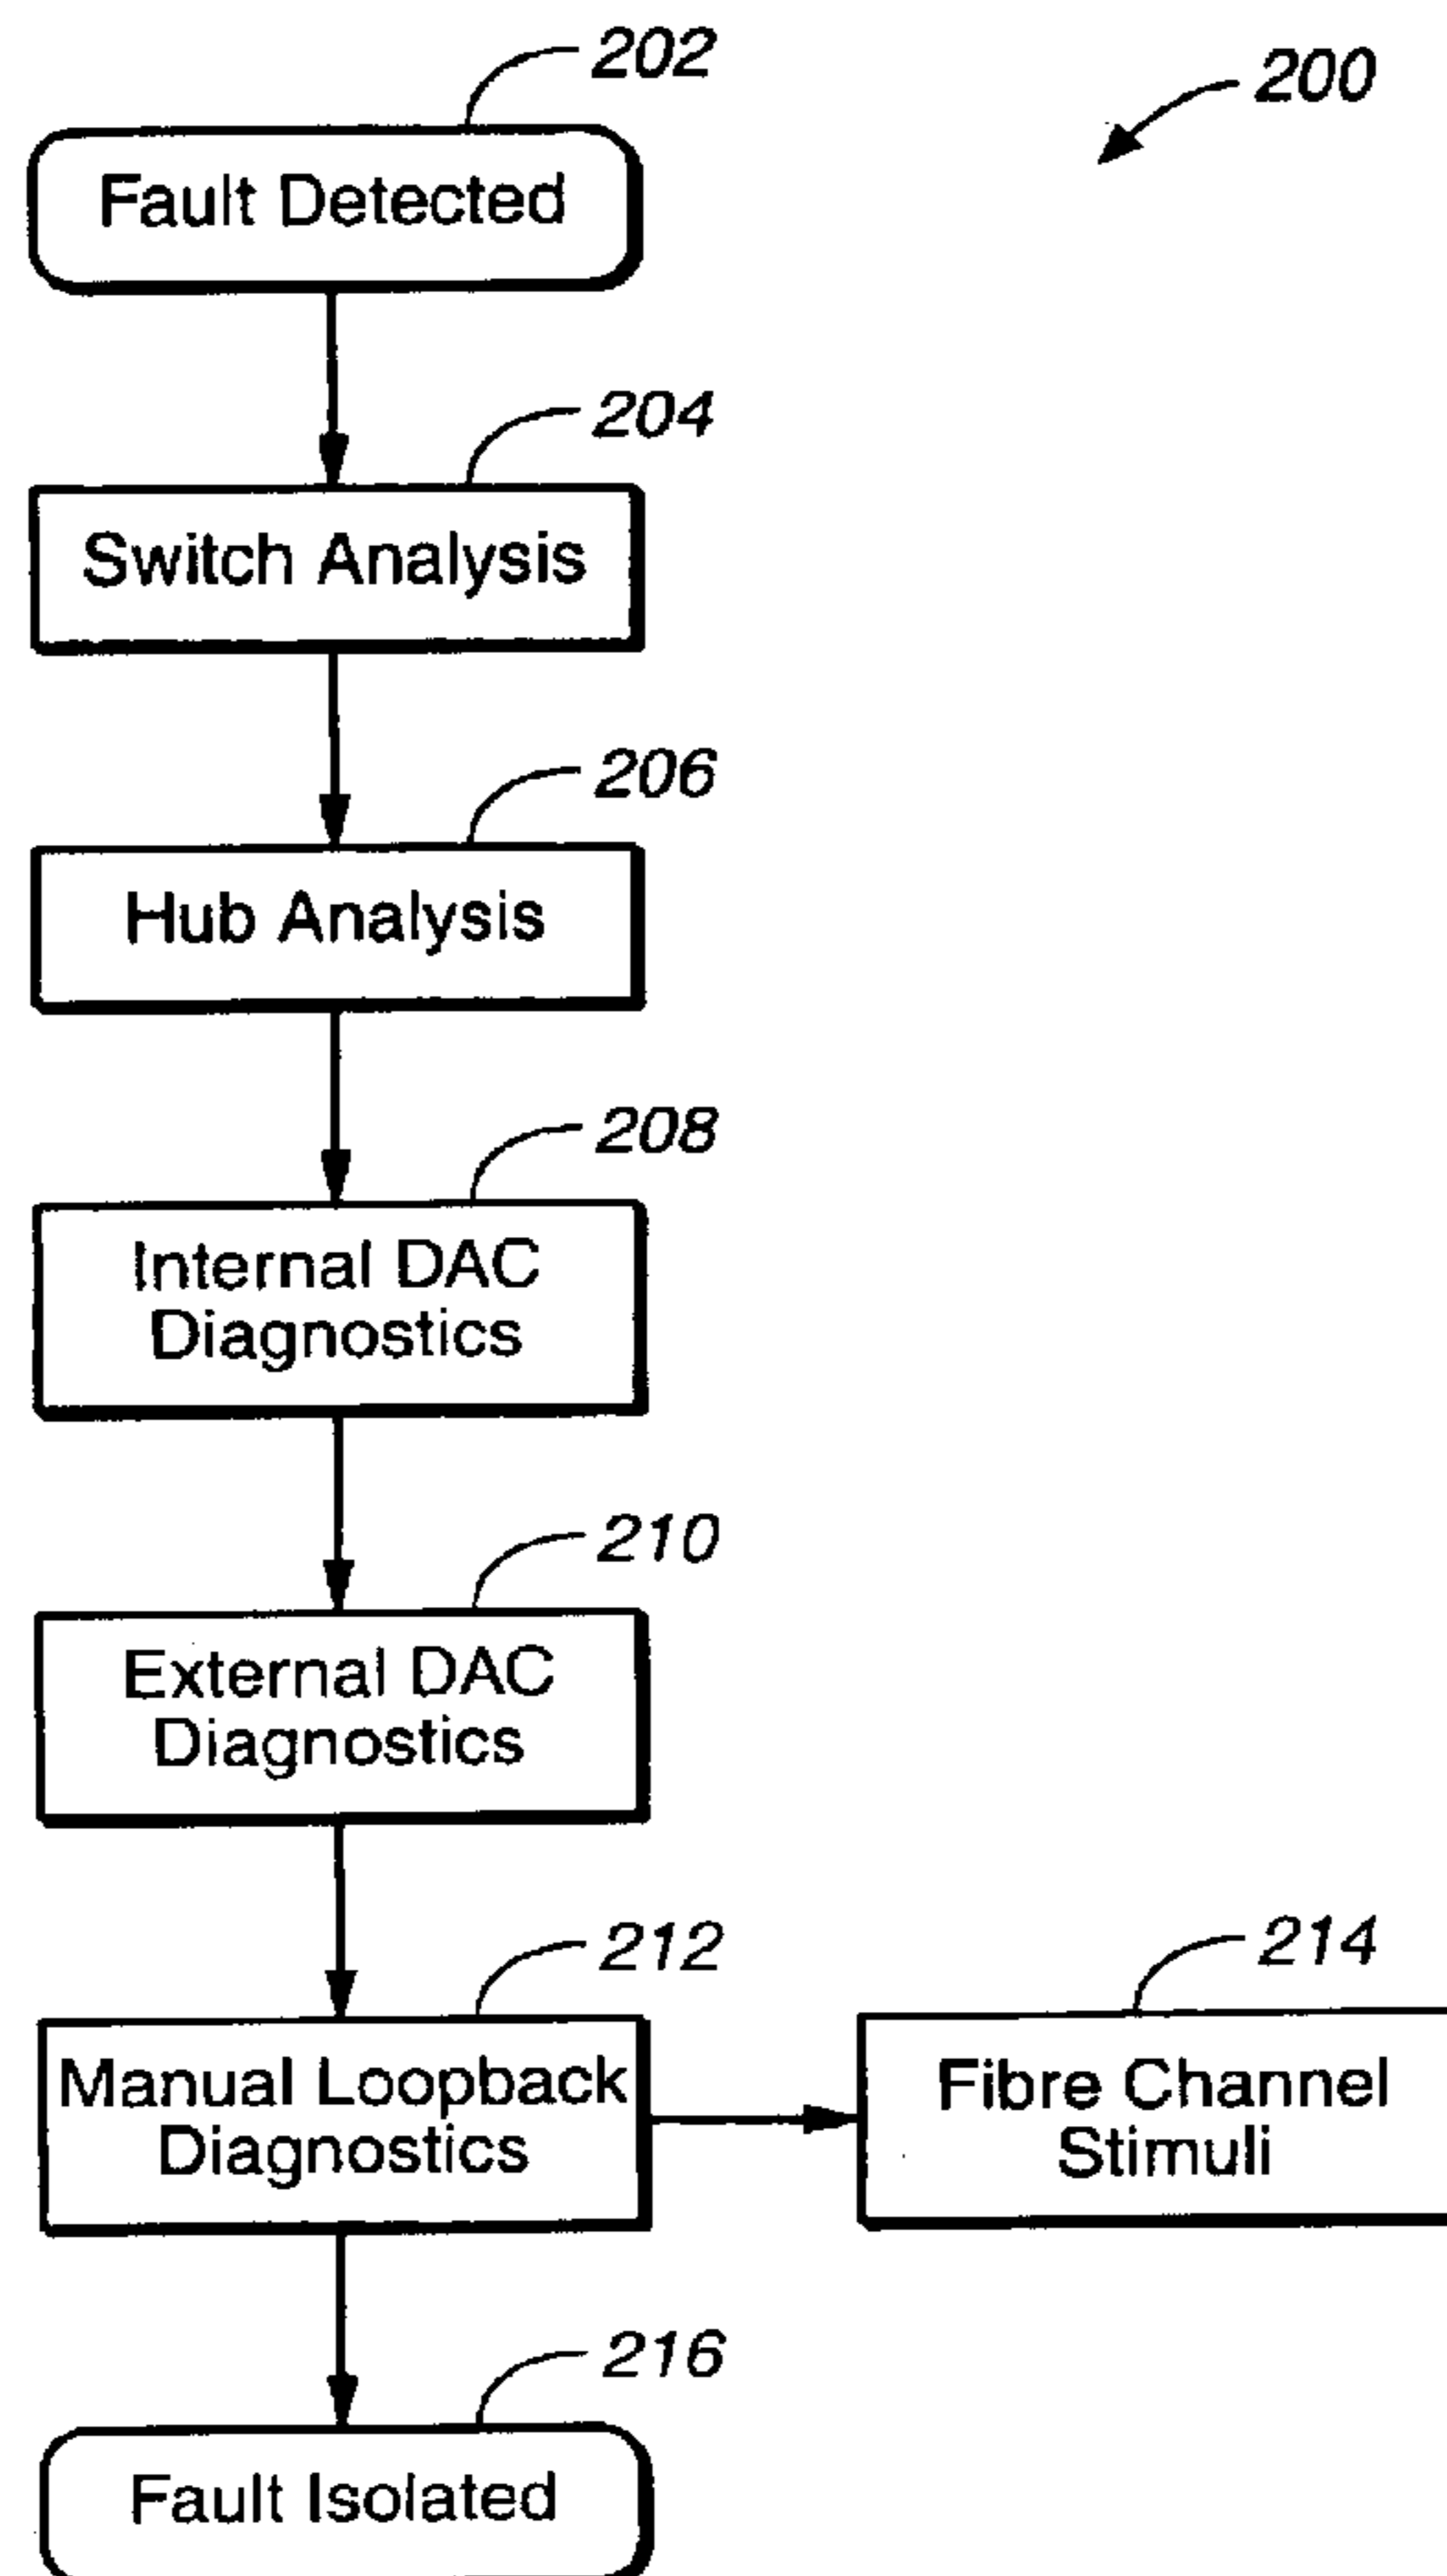 202
200
Fault Detected
204
Switch Analysis
206
Hub Analysis
208
Internal DAC
Diagnostics
210
External DAC
Diagnostics
212
Manual Loopback
Diagnostics
214
Fibre Channel
Stimuli
216
Fault Isolated